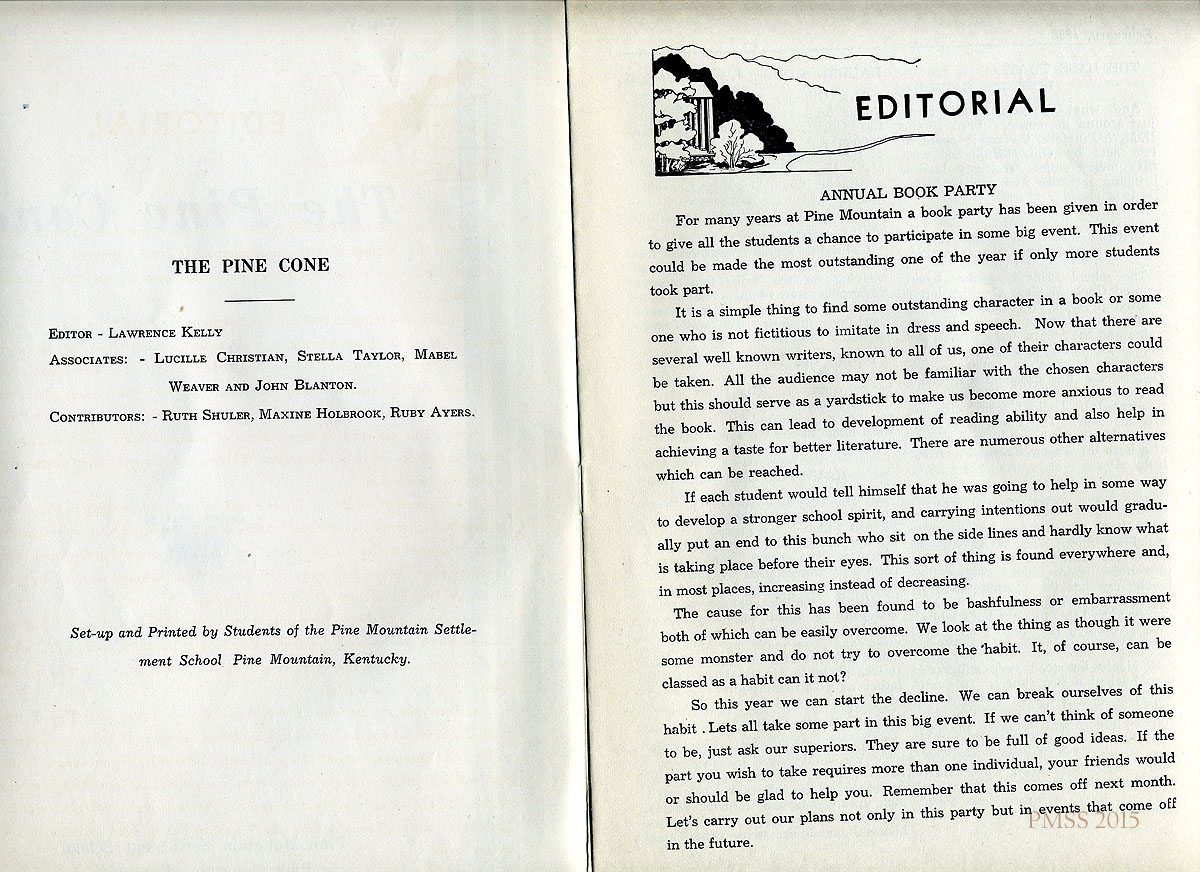 THE PINE CONE
EDITOR - LAWRENCE KELLY
ASSOCIATES: - LUCILLE CHRISTIAN, STELLA TAYLOR, MABEL
WEAVER AND JOHN BLANTON.
CONTRIBUTORS: - RUTH SHULER, MAXINE HOLBROOK, RUBY AYERS.
Set-up and Printed by Students of the Pine Mountain Settle-
ment School Pine Mountain, Kentucky.
EDITORIAL
ANNUAL BOOK PARTY
For many years at Pine Mountain a book party has been given in order
to give all the students a chance to participate in some big event. This event
could be made the most outstanding one of the year if only more students
took part.
It is a simple thing to find some outstanding character in a book or some
one who is not fictitious to imitate in dress and speech. Now that there are
several well known writers, known to all of us, one of their characters could
be taken. All the audience may not be familiar with the chosen characters
but this should serve as a yardstick to make us become more anxious to read
the book. This can lead to development of reading ability and also help in
achieving a taste for better literature. There are numerous other alternatives
which can be reached.
If each student would tell himself that he was going to help in some way
to develop a stronger school spirit, and carrying intentions out would gradu-
ally put an end to this bunch who sit on the side lines and hardly know what
is taking place before their eyes. This sort of thing is found everywhere and,
in most places, increasing instead of decreasing.
The cause for this has been found to be bashfulness or embarrassment
both of which can be easily overcome. We look at the thing as though it were
some monster and do not try to overcome the 'habit. It, of course, can be
classed as a habit can it not?
So this year we can start the decline. We can break ourselves of this
habit . Lets all take some part in this big event. If we can't think of someone
to be, just ask our superiors. They are sure to be full of good ideas. If the
part you wish to take requires more than one individual, your friends would
or should be glad to help you. Remember that this comes off next month.
Let's carry out our plans not only in this party but in events that come off
in the future.
PMSS 2015